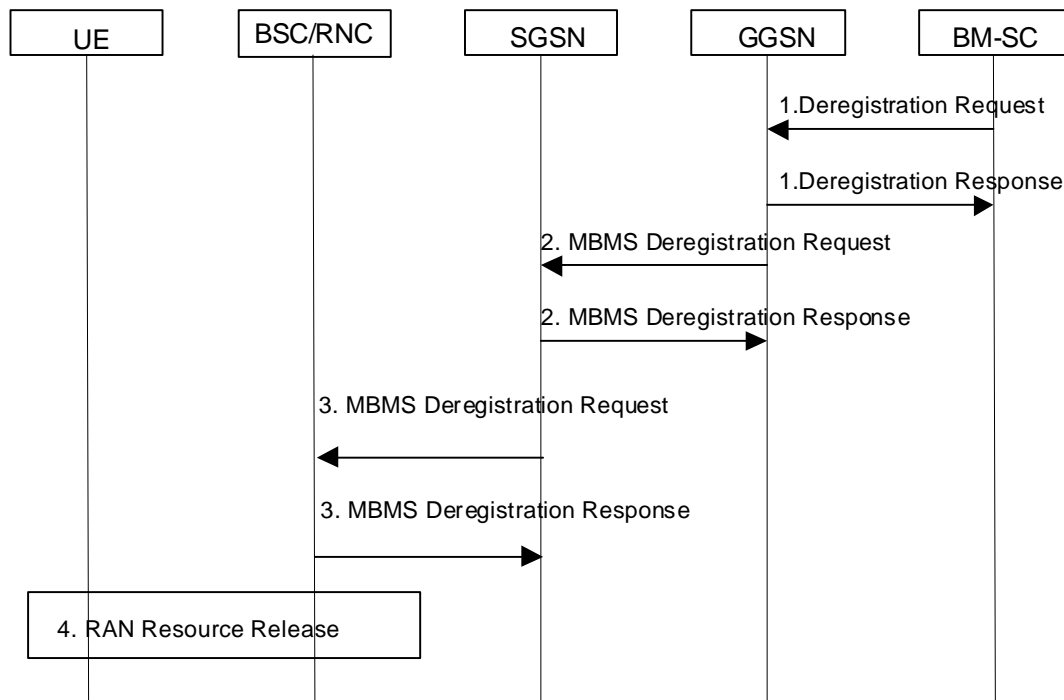 UE
BSC/RNC
SGSN
GGSN
BM-SC
1.Deregistration Request
1.Deregistration Response
2. MBMS Deregistration Request
2. MBMS Deregistration Response
3. MBMS Deregistration Request
3. MBMS Deregistration Response
4. RAN Resource Release